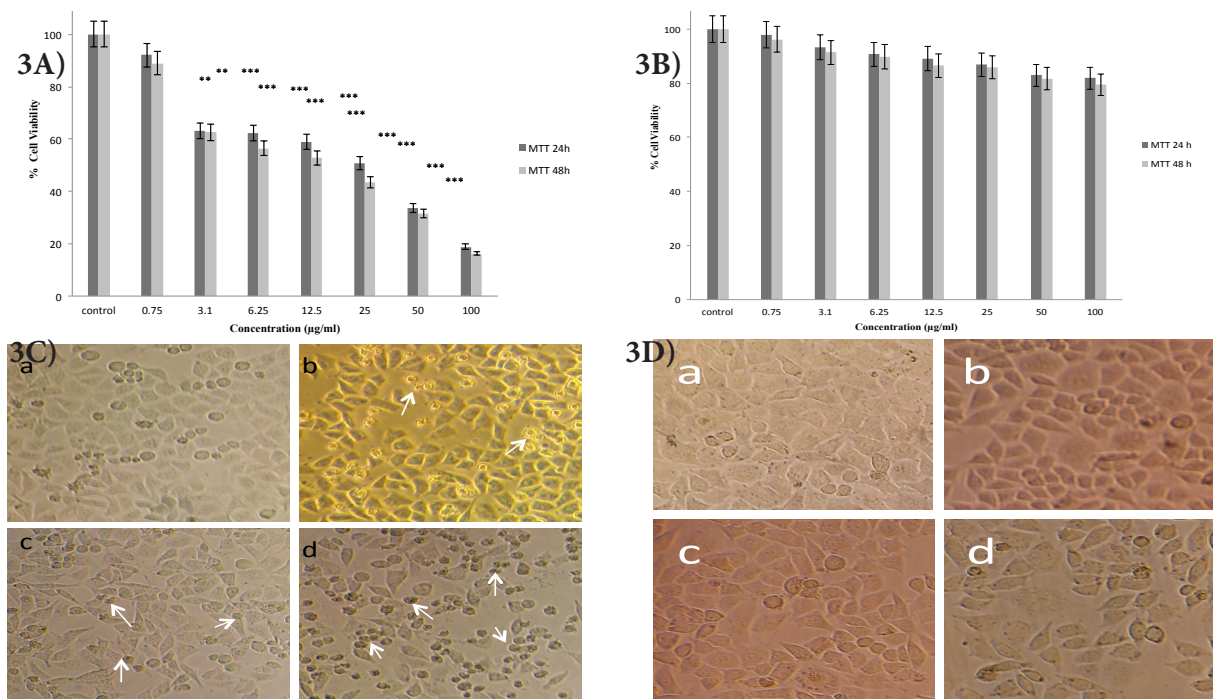 3A)
% Cell Viability
100
80
60
40
20
0
** ** *** *** *** *** *** *** *** *** *** ***
control 0.75 3.1 6.25 12.5 25 50 100
Concentration (µg/ml)
MTT 24h
MTT 48h
3B)
% Cell Viability
100
80
60
40
20
0
control 0.75 3.1 6.25 12.5 25 50 100
Concentration (µg/ml)
MTT 24 h
MTT 48h
3C)
a
b
c
d
3D)
a
b
c
d